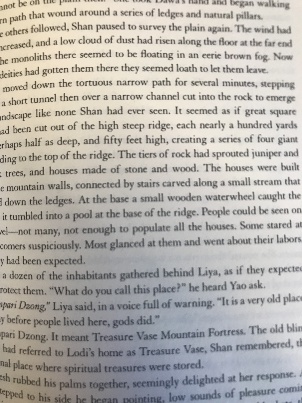 not be on the plain. took Dawa's hand and began walking
n path that wound around a series of ledges and natural pillars.
e others followed, Shan paused to survey the plain again. The wind had
ncreased, and a low cloud of dust had risen along the floor at the far end
he monoliths there seemed to be floating in an eerie brown fog. Now
deities had gotten them there they seemed loath to let them leave.
moved down the tortuous narrow path for several minutes, stepping
a short tunnel then over a narrow channel cut into the rock to emerge
ndscape like none Shan had ever seen. It seemed as if great square
ad been cut out of the high steep ridge, each nearly a hundred yards
erhaps half as deep, and fifty feet high, creating a series of four giant
ding to the top of the ridge. The tiers of rock had sprouted juniper and
trees, and houses made of stone and wood. The houses were built
e mountain walls, connected by stairs carved along a small stream that
d down the ledges. At the base a small wooden waterwheel caught the
it tumbled into a pool at the base of the ridge. People could be seen on
vel—not many, not enough to populate all the houses. Some stared at
comers suspiciously. Most glanced at them and went about their labors
y had been expected.
a dozen of the inhabitants gathered behind Liya, as if they expected
rotect them. "What do you call this place?" he heard Yao ask.
spari Dzong," Liya said, in a voice full of warning. "It is a very old place
y before people lived here, gods did."
pari Dzong. It meant Treasure Vase Mountain Fortress. The old blin
had referred to Lodi's home as Treasure Vase, Shan remembered, th
nal place where spiritual treasures were stored.
sh rubbed his palms together, seemingly delighted at her response. A
tepped to his side he began pointing, low sounds of pleasure comin